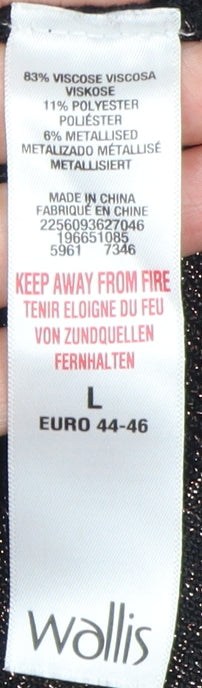 83% VISCOSE VISCOSA
VISKOSE
11% POLYESTER
POLIÉSTER
6% METALLISED
METALIZADO MÉTALLISÉ
METALLISIERT
MADE IN CHINA
FABRIQUÉ EN CHINE
2256093627046
196651085
5961 7346
KEEP AWAY FROM FIRE
TENIR ELOIGNE DU FEU
VON ZUNDQUELLEN
FERNHALTEN
L
EURO 44-46
wallis